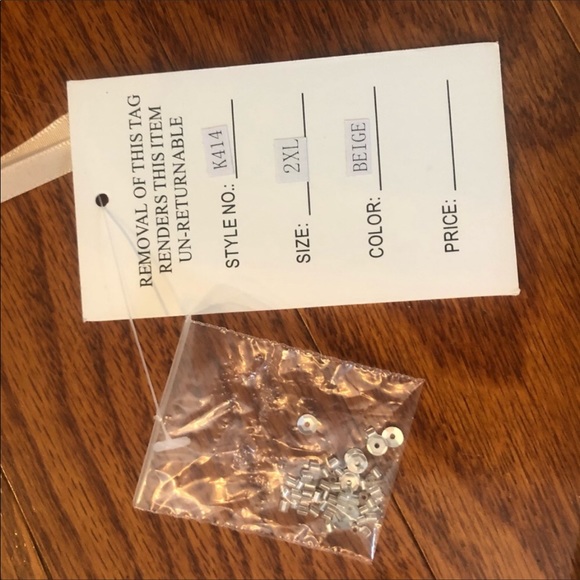 REMOVAL OF THIS TAG
RENDERS THIS ITEM
UN-RETURNABLE
STYLE NO.: K414
SIZE: 2XL
COLOR: BEIGE
PRICE: